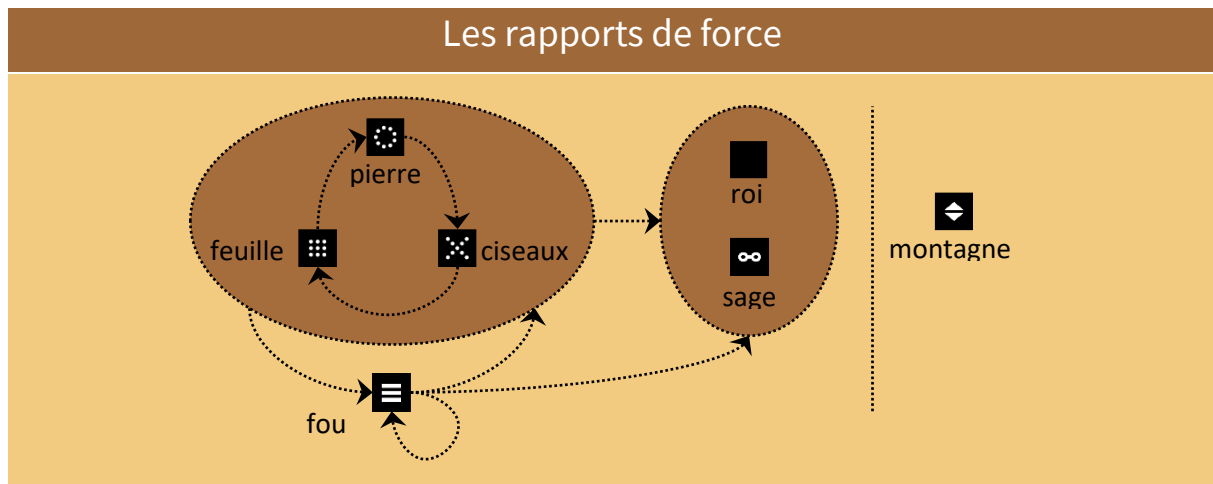 Les rapports de force
pierre
roi
feuille
ciseaux
montagne
sage
fou